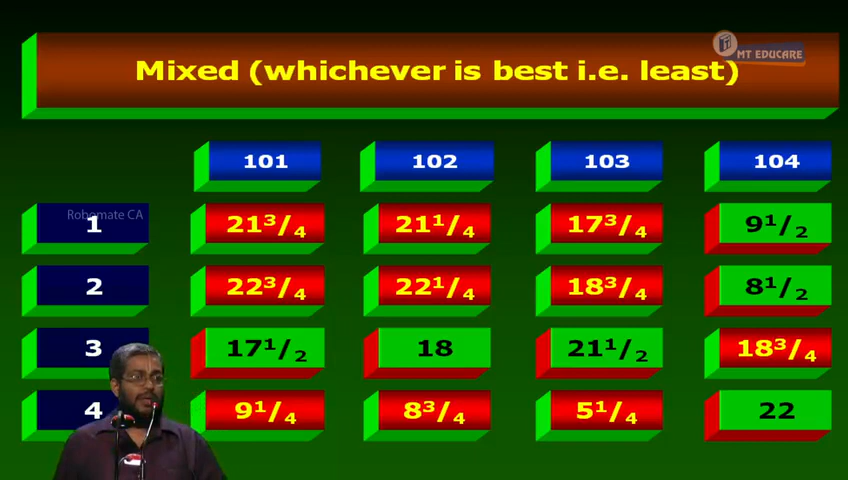 MT EDUCARE
Mixed (whichever is best i.e. least)
101 102 103 104
Robomate CA
1 21³/₄ 21¹/₄ 17³/₄ 9¹/₂
2 22³/₄ 22¹/₄ 18³/₄ 8¹/₂
3 17¹/₂ 18 21¹/₂ 18³/₄
4 9¹/₄ 8³/₄ 5¹/₄ 22